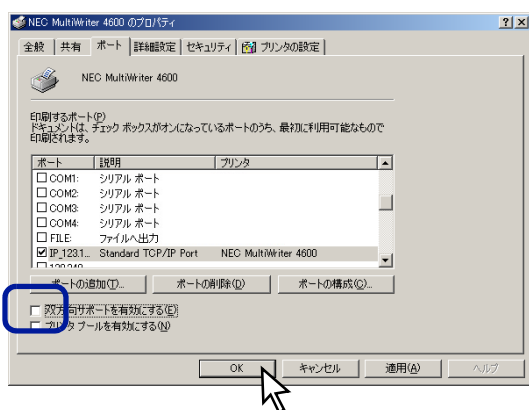 NEC MultiWriter 4600 のプロパティ
全般 共有 ポート 詳細設定 セキュリティ プリンタの設定
NEC MultiWriter 4600
印刷するポート(P)
ドキュメントは、チェック ボックスがオンになっているポートのうち、最初に利用可能なもので
印刷されます。
ポート 説明 プリンタ
COM1: シリアル ポート
COM2: シリアル ポート
COM3: シリアル ポート
COM4: シリアル ポート
FILE: ファイルへ出力
IP_123.1... Standard TCP/IP Port NEC MultiWriter 4600
ポートの追加(T)... ポートの削除(D) ポートの構成(C)...
双方向サポートを有効にする(E)
プリンタ プールを有効にする(N)
OK キャンセル 適用(A) ヘルプ